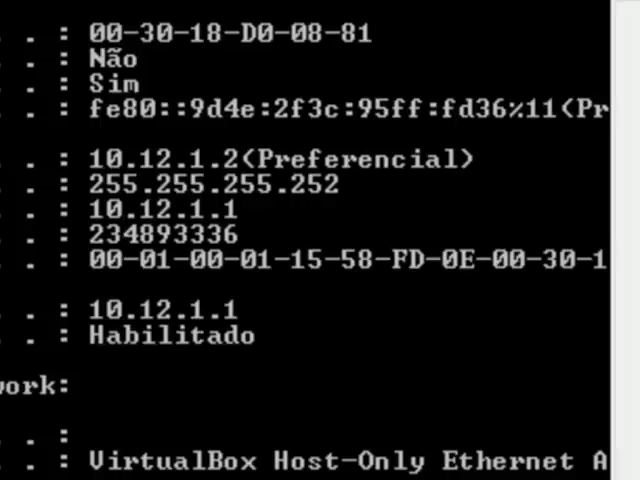 . . : 00-30-18-D0-08-81
. . : Não
. . : Sim
. . : fe80::9d4e:2f3c:95ff:fd36%11(Pr
. . : 10.12.1.2(Preferencial)
. . : 255.255.255.252
. . : 10.12.1.1
. . : 234893336
. . : 00-01-00-01-15-58-FD-0E-00-30-1
. . : 10.12.1.1
. . : Habilitado
work:
. . :
. . : VirtualBox Host-Only Ethernet A